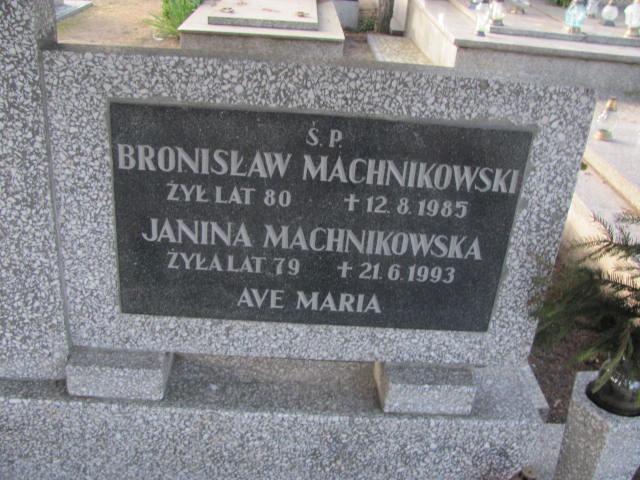 Ś. P.
BRONISŁAW MACHNIKOWSKI
ŻYŁ LAT 80 ✝ 12.8.1985
JANINA MACHNIKOWSKA
ŻYŁA LAT 79 ✝ 21.6.1993
AVE MARIA